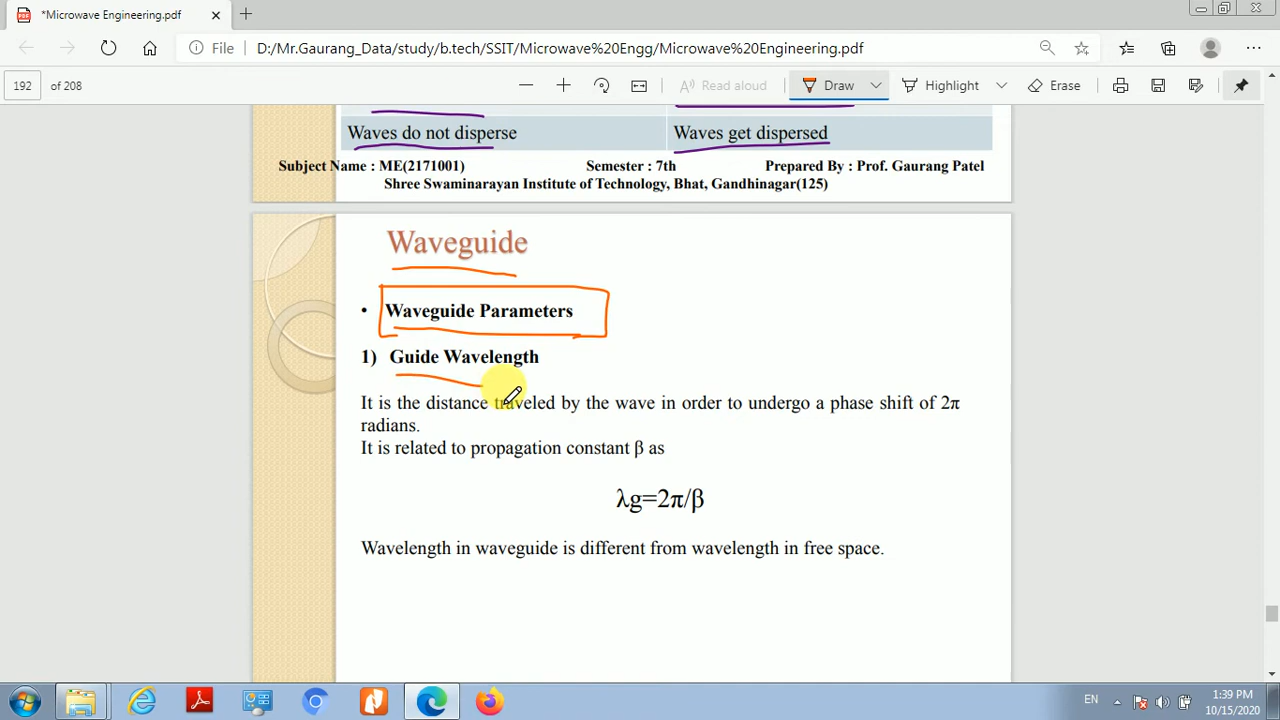 *Microwave Engineering.pdf
File D:/Mr.Gaurang_Data/study/b.tech/SSIT/Microwave%20Engg/Microwave%20Engineering.pdf
192 of 208 Read aloud Draw Highlight Erase
Waves do not disperse Waves get dispersed
Subject Name : ME(2171001) Semester : 7th Prepared By : Prof. Gaurang Patel
Shree Swaminarayan Institute of Technology, Bhat, Gandhinagar(125)
Waveguide
• Waveguide Parameters
1) Guide Wavelength
It is the distance traveled by the wave in order to undergo a phase shift of 2π
radians.
It is related to propagation constant β as
λg=2π/β
Wavelength in waveguide is different from wavelength in free space.
EN 1:39 PM
10/15/2020